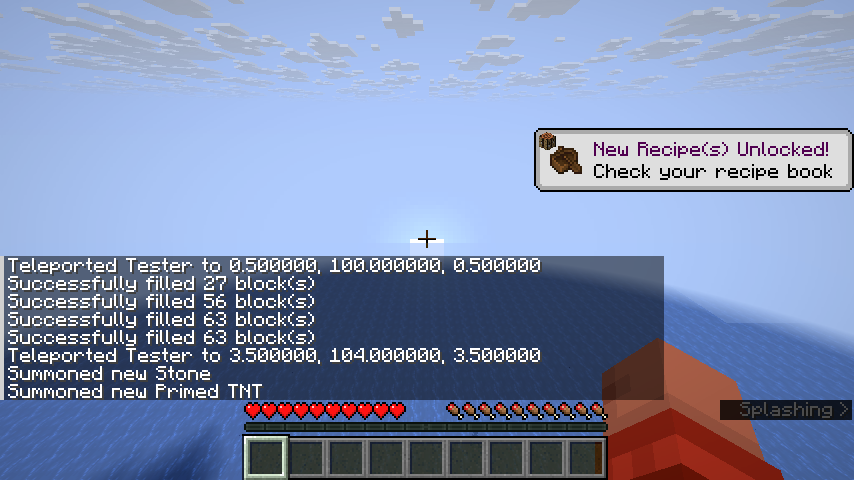 New Recipe(s) Unlocked!
Check your recipe book
Teleported Tester to 0.500000, 100.000000, 0.500000
Successfully filled 27 block(s)
Successfully filled 56 block(s)
Successfully filled 63 block(s)
Successfully filled 63 block(s)
Teleported Tester to 3.500000, 104.000000, 3.500000
Summoned new Stone
Summoned new Primed TNT
Splashing >